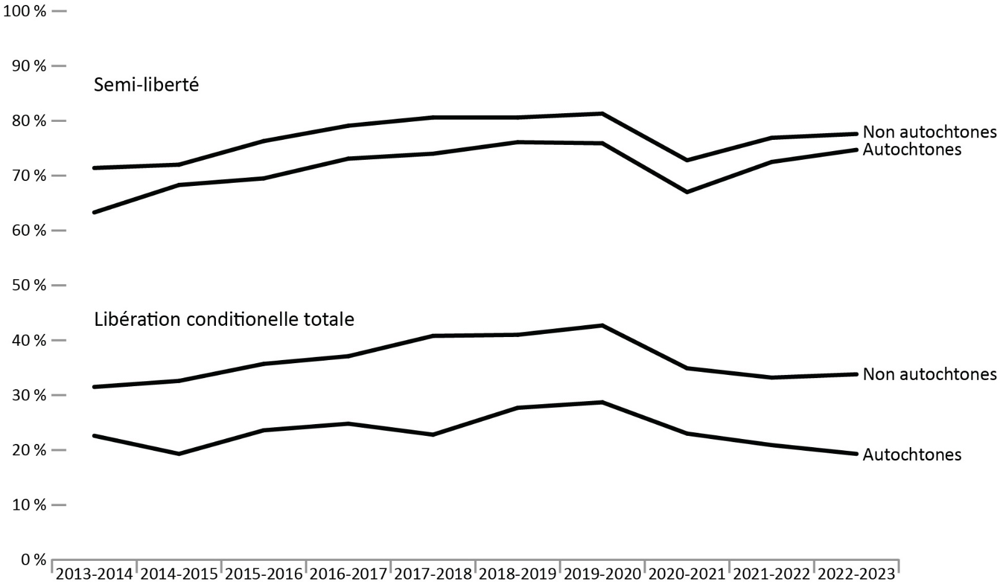 100 %
90 %
Semi-liberté
80 %
Non autochtones
Autochtones
70 %
60 %
50 %
Libération conditionelle totale
40 %
Non autochtones
30 %
20 %
Autochtones
10 %
0 %
2013-2014 2014-2015 2015-2016 2016-2017 2017-2018 2018-2019 2019-2020 2020-2021 2021-2022 2022-2023